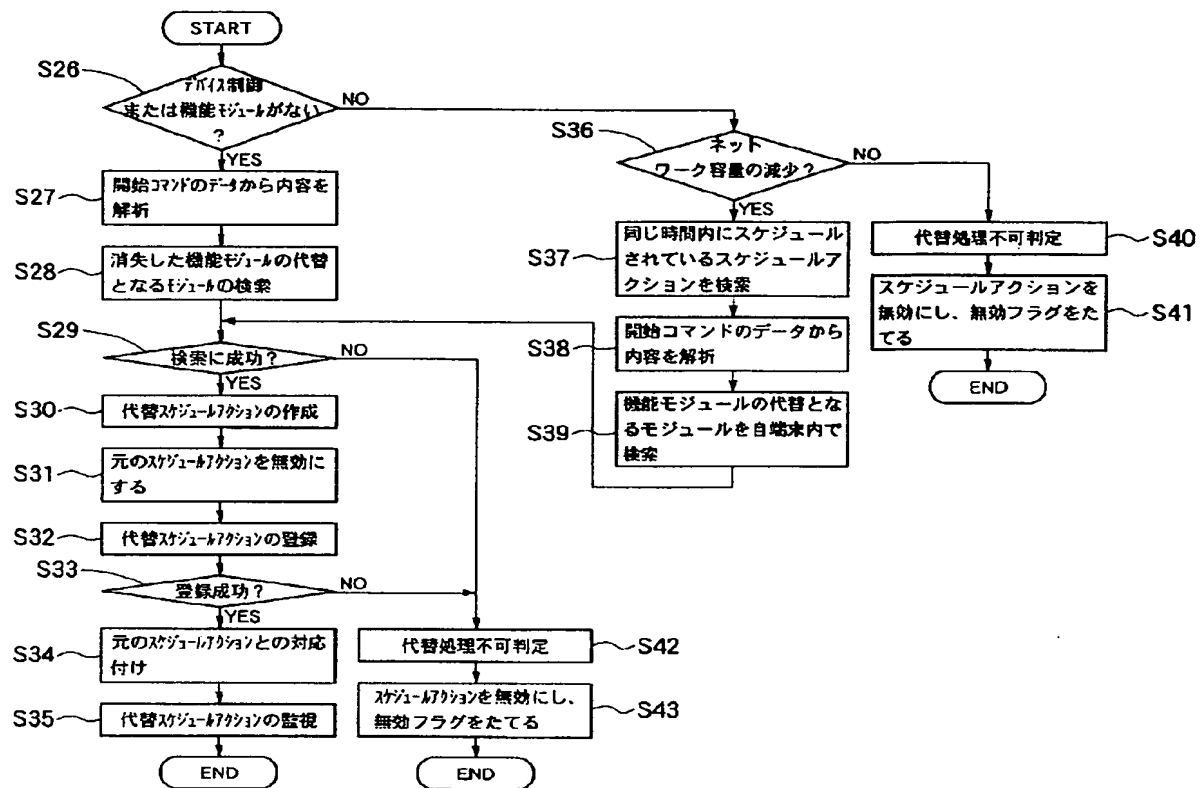 START
S26
デバイス制御
または機能モジュールがない
?
NO
YES
S27
開始コマンドのデータから内容を
解析
S28
消失した機能モジュールの代替
となるモジュールの検索
S29
検索に成功?
NO
YES
S30
代替スケジュールアクションの作成
S31
元のスケジュールアクションを無効に
する
S32
代替スケジュールアクションの登録
S33
登録成功?
NO
YES
S34
元のスケジュールアクションとの対応
付け
S35
代替スケジュールアクションの監視
END
S36
ネット
ワーク容量の減少?
NO
YES
S37
同じ時間内にスケジュール
されているスケジュールア
クションを検索
S38
開始コマンドのデータから
内容を解析
S39
機能モジュールの代替とな
るモジュールを自端末内で
検索
代替処理不可判定
S40
スケジュールアクションを
無効にし、無効フラグをた
てる
S41
END
代替処理不可判定
S42
スケジュールアクションを無効にし、
無効フラグをたてる
S43
END